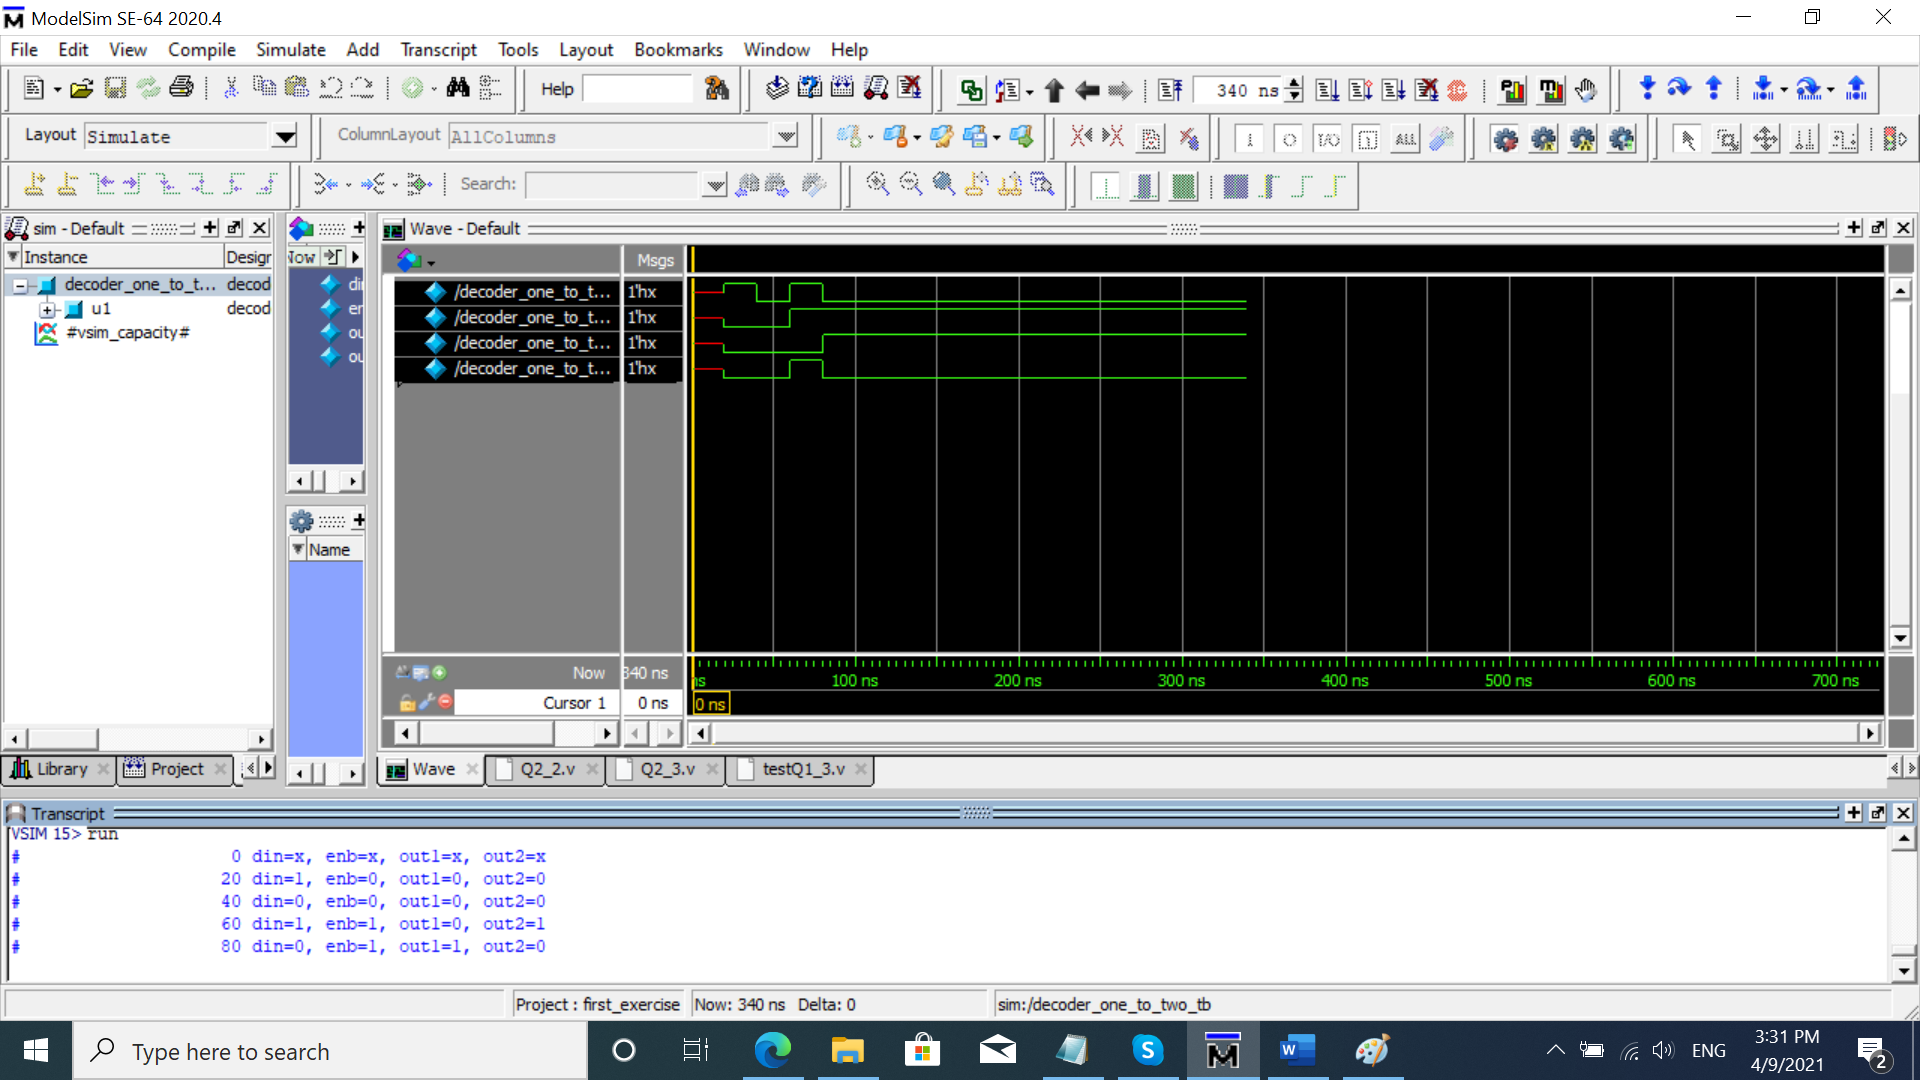 ModelSim SE-64 2020.4
File Edit View Compile Simulate Add Transcript Tools Layout Bookmarks Window Help
Help
340 ns
Layout Simulate
ColumnLayout AllColumns
Search:
sim - Default
Instance Design
decoder_one_to_t... decod
u1 decod
#vsim_capacity#
Now
Name
Wave - Default
Msgs
/decoder_one_to_t... 1'hx
/decoder_one_to_t... 1'hx
/decoder_one_to_t... 1'hx
/decoder_one_to_t... 1'hx
Now 340 ns
Cursor 1 0 ns
ns 100 ns 200 ns 300 ns 400 ns 500 ns 600 ns 700 ns
0 ns
Library Project
Wave Q2_2.v Q2_3.v testQ1_3.v
Transcript
VSIM 15> run
# 0 din=x, enb=x, out1=x, out2=x
# 20 din=1, enb=0, out1=0, out2=0
# 40 din=0, enb=0, out1=0, out2=0
# 60 din=1, enb=1, out1=0, out2=1
# 80 din=0, enb=1, out1=1, out2=0
Project : first_exercise Now: 340 ns Delta: 0 sim:/decoder_one_to_two_tb
Type here to search
ENG
3:31 PM
4/9/2021
2